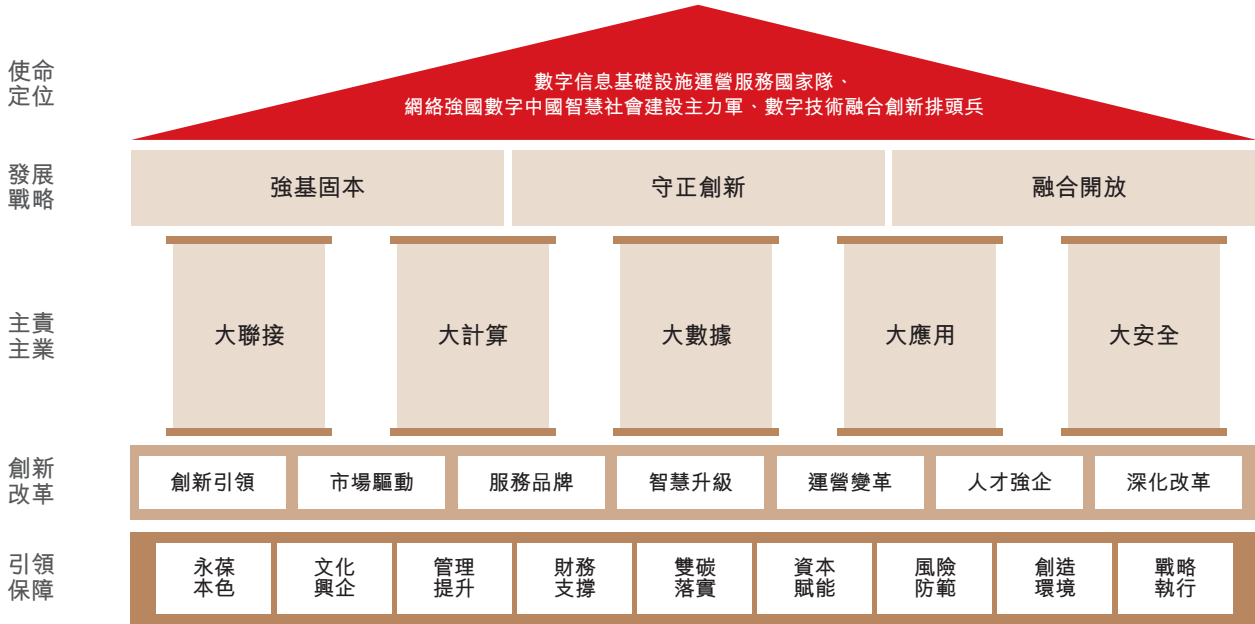 使命
定位
數字信息基礎設施運營服務國家隊、
網絡強國數字中國智慧社會建設主力軍、數字技術融合創新排頭兵
發展
戰略
強基固本
守正創新
融合開放
主責
主業
大聯接
大計算
大數據
大應用
大安全
創新
改革
創新引領
市場驅動
服務品牌
智慧升級
運營變革
人才強企
深化改革
引領
保障
永葆
本色
文化
興企
管理
提升
財務
支撐
雙碳
落實
資本
賦能
風險
防範
創造
環境
戰略
執行